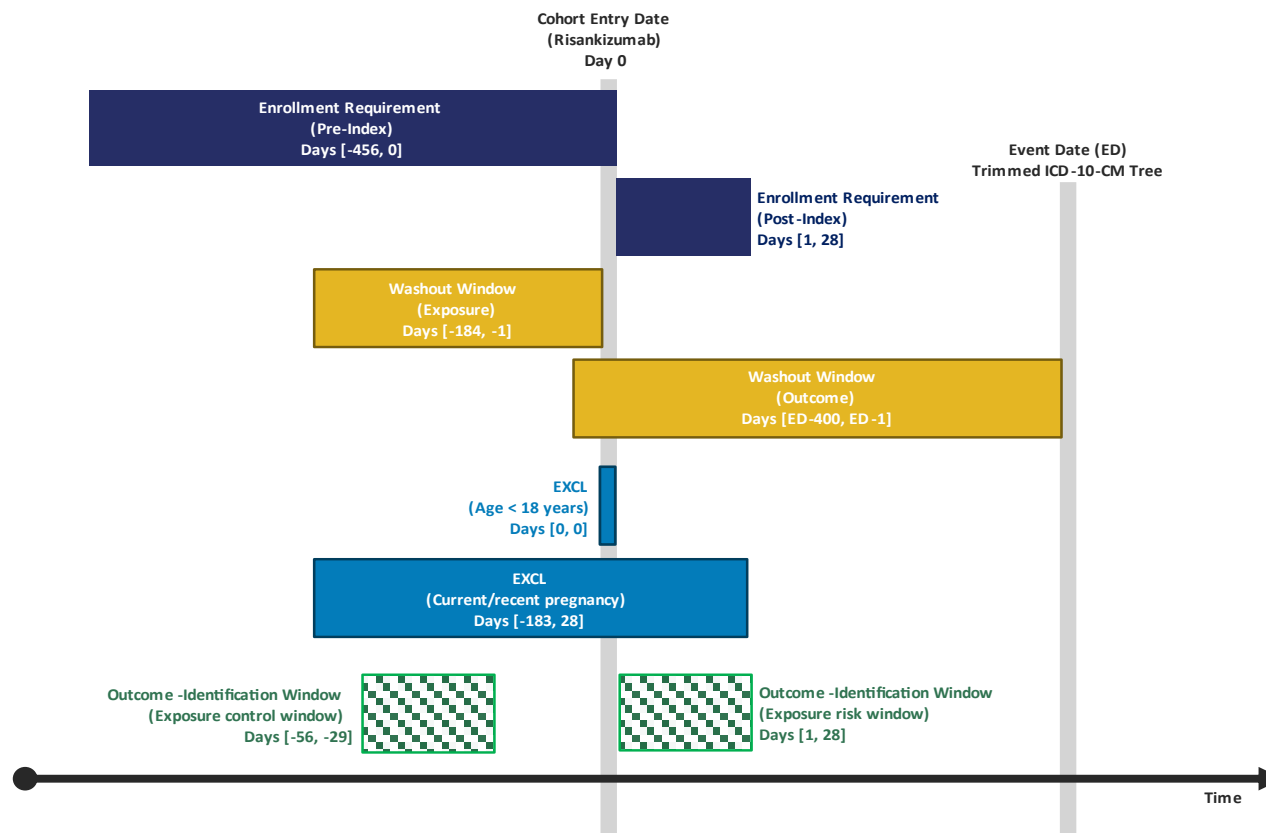 Cohort Entry Date
(Risankizumab)
Day 0
Enrollment Requirement
(Pre-Index)
Days [-456, 0]
Event Date (ED)
Trimmed ICD-10-CM Tree
Enrollment Requirement
(Post-Index)
Days [1, 28]
Washout Window
(Exposure)
Days [-184, -1]
Washout Window
(Outcome)
Days [ED-400, ED-1]
EXCL
(Age < 18 years)
Days [0, 0]
EXCL
(Current/recent pregnancy)
Days [-183, 28]
Outcome -Identification Window
(Exposure control window)
Days [-56, -29]
Outcome -Identification Window
(Exposure risk window)
Days [1, 28]
Time